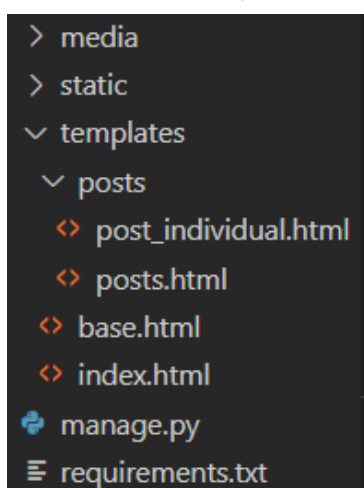 media
static
templates
posts
post_individual.html
posts.html
base.html
index.html
manage.py
requirements.txt